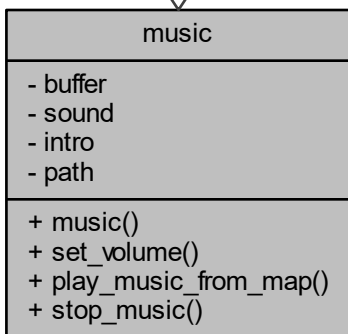 music
- buffer
- sound
- intro
- path
+ music()
+ set_volume()
+ play_music_from_map()
+ stop_music()